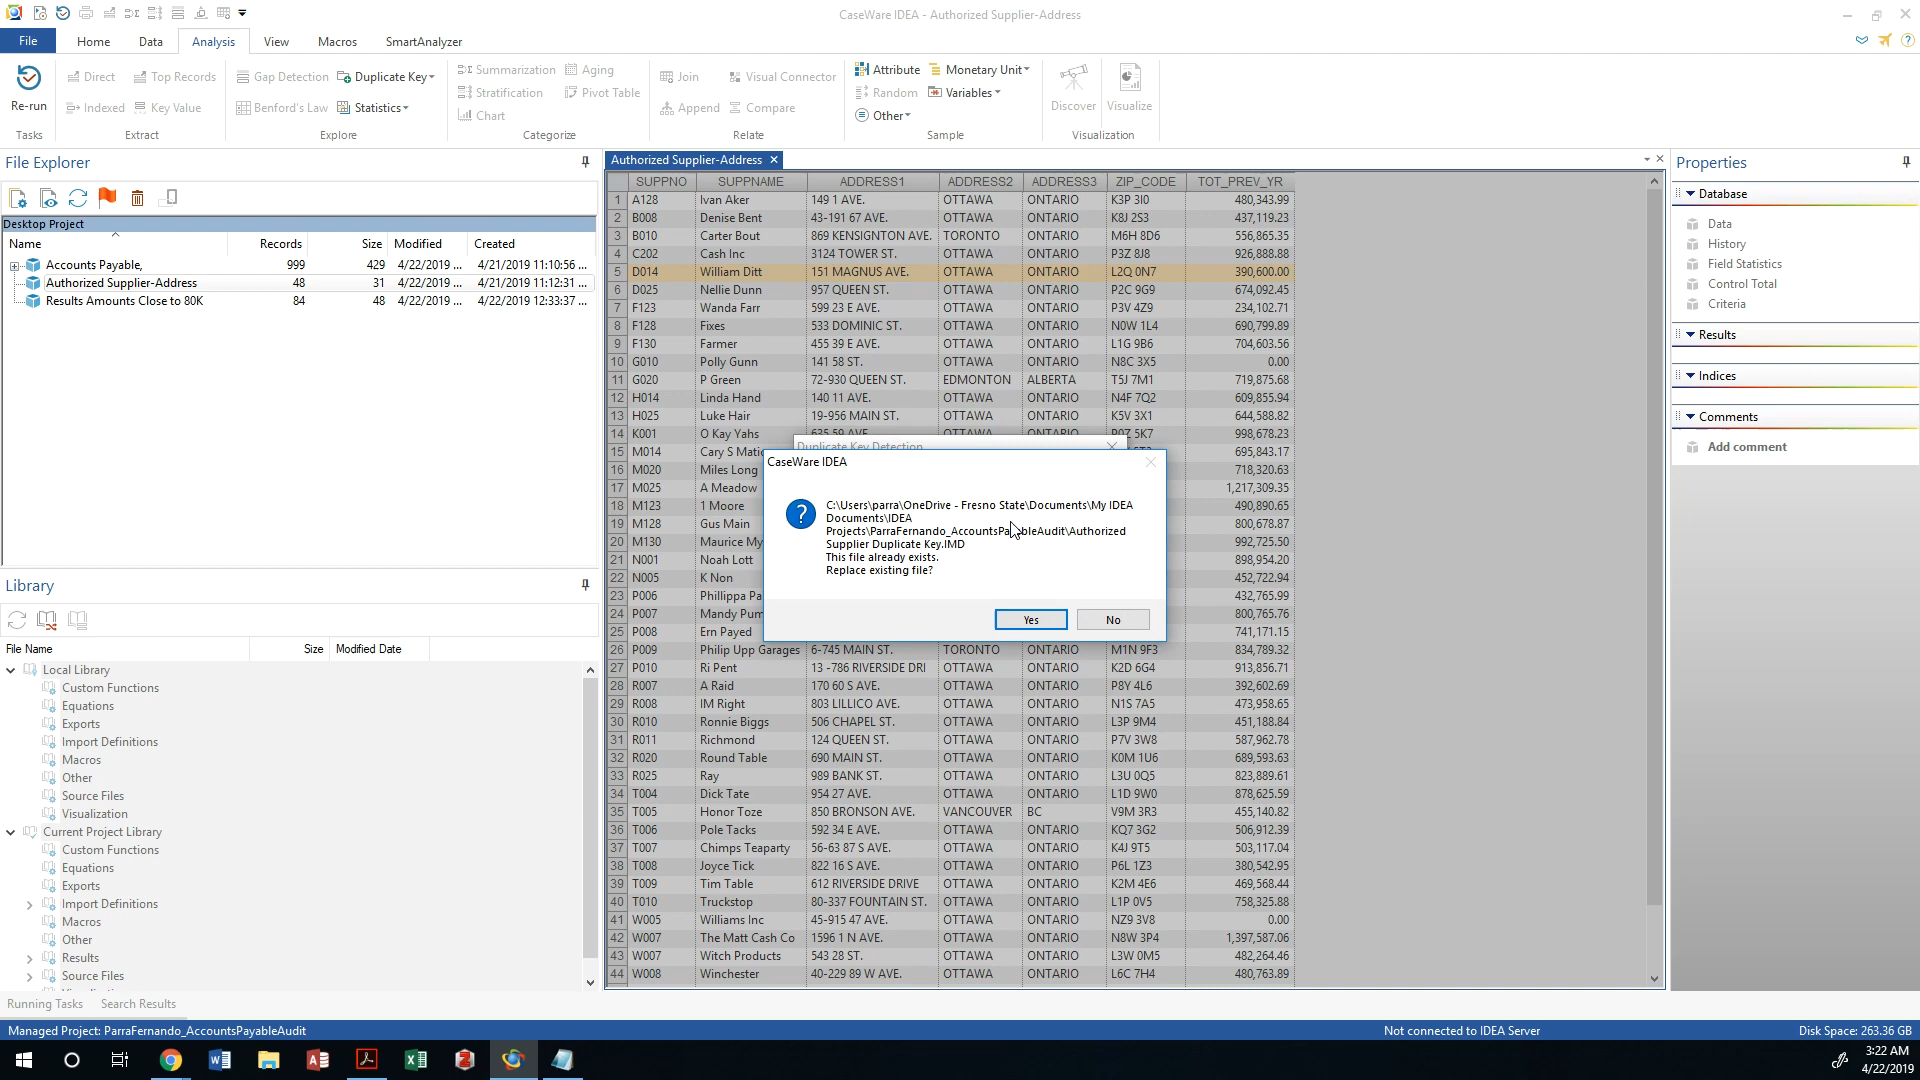 CaseWare IDEA - Authorized Supplier-Address
File Home Data Analysis View Macros SmartAnalyzer
Re-run
Tasks
Direct Top Records
Indexed Key Value
Extract
Gap Detection Duplicate Key
Benford's Law Statistics
Explore
Summarization Aging
Stratification Pivot Table
Chart
Categorize
Join Visual Connector
Append Compare
Relate
Attribute Monetary Unit
Random Variables
Other
Sample
Discover Visualize
Visualization
File Explorer
Desktop Project
Name Records Size Modified Created
Accounts Payable, 999 429 4/22/2019 ... 4/21/2019 11:10:56 ...
Authorized Supplier-Address 48 31 4/22/2019 ... 4/21/2019 11:12:31 ...
Results Amounts Close to 80K 84 48 4/22/2019 ... 4/22/2019 12:33:37 ...
Library
File Name Size Modified Date
Local Library
Custom Functions
Equations
Exports
Import Definitions
Macros
Other
Source Files
Visualization
Current Project Library
Custom Functions
Equations
Exports
Import Definitions
Macros
Other
Results
Source Files
Running Tasks Search Results
Authorized Supplier-Address
SUPPNO SUPPNAME ADDRESS1 ADDRESS2 ADDRESS3 ZIP_CODE TOT_PREV_YR
1 A128 Ivan Aker 149 1 AVE. OTTAWA ONTARIO K3P 3I0 480,343.99
2 B008 Denise Bent 43-191 67 AVE. OTTAWA ONTARIO K8J 2S3 437,119.23
3 B010 Carter Bout 869 KENSIGNTON AVE. TORONTO ONTARIO M6H 8D6 556,865.35
4 C202 Cash Inc 3124 TOWER ST. OTTAWA ONTARIO P3Z 8J8 926,888.88
5 D014 William Ditt 151 MAGNUS AVE. OTTAWA ONTARIO L2Q 0N7 390,600.00
6 D025 Nellie Dunn 957 QUEEN ST. OTTAWA ONTARIO P2C 9G9 674,092.45
7 F123 Wanda Farr 599 23 E AVE. OTTAWA ONTARIO P3V 4Z9 234,102.71
8 F128 Fixes 533 DOMINIC ST. OTTAWA ONTARIO N0W 1L4 690,799.89
9 F130 Farmer 455 39 E AVE. OTTAWA ONTARIO L1G 9B6 704,603.56
10 G010 Polly Gunn 141 58 ST. OTTAWA ONTARIO N8C 3X5 0.00
11 G020 P Green 72-930 QUEEN ST. EDMONTON ALBERTA T5J 7M1 719,875.68
12 H014 Linda Hand 140 11 AVE. OTTAWA ONTARIO N4F 7Q2 609,855.94
13 H025 Luke Hair 19-956 MAIN ST. OTTAWA ONTARIO K5V 3X1 644,588.82
14 K001 O Kay Yahs 635 59 AVE. OTTAWA ONTARIO P0Z 5K7 998,678.23
15 M014 Cary S Matic 695,843.17
16 M020 Miles Long 718,320.63
17 M025 A Meadow 1,217,309.35
18 M123 1 Moore 490,890.65
19 M128 Gus Main 800,678.87
20 M130 Maurice My 992,725.50
21 N001 Noah Lott 898,954.20
22 N005 K Non 452,722.94
23 P006 Phillippa Pa 432,765.99
24 P007 Mandy Pum 800,765.76
25 P008 Ern Payed 741,171.15
26 P009 Philip Upp Garages 6-745 MAIN ST. TORONTO ONTARIO M1N 9F3 834,789.32
27 P010 Ri Pent 13 -786 RIVERSIDE DRI OTTAWA ONTARIO K2D 6G4 913,856.71
28 R007 A Raid 170 60 S AVE. OTTAWA ONTARIO P8Y 4L6 392,602.69
29 R008 IM Right 803 LILLICO AVE. OTTAWA ONTARIO N1S 7A5 473,958.65
30 R010 Ronnie Biggs 506 CHAPEL ST. OTTAWA ONTARIO L3P 9M4 451,188.84
31 R011 Richmond 124 QUEEN ST. OTTAWA ONTARIO P7V 3W8 587,962.78
32 R020 Round Table 690 MAIN ST. OTTAWA ONTARIO K0M 1U6 689,593.63
33 R025 Ray 989 BANK ST. OTTAWA ONTARIO L3U 0Q5 823,889.61
34 T004 Dick Tate 954 27 AVE. OTTAWA ONTARIO L1D 9W0 878,625.59
35 T005 Honor Toze 850 BRONSON AVE. VANCOUVER BC V9M 3R3 455,140.82
36 T006 Pole Tacks 592 34 E AVE. OTTAWA ONTARIO KQ7 3G2 506,912.39
37 T007 Chimps Teaparty 56-63 87 S AVE. OTTAWA ONTARIO K4J 9T5 503,117.04
38 T008 Joyce Tick 822 16 S AVE. OTTAWA ONTARIO P6L 1Z3 380,542.95
39 T009 Tim Table 612 RIVERSIDE DRIVE OTTAWA ONTARIO K2M 4E6 469,568.44
40 T010 Truckstop 80-337 FOUNTAIN ST. OTTAWA ONTARIO L1P 0V5 758,325.88
41 W005 Williams Inc 45-915 47 AVE. OTTAWA ONTARIO NZ9 3V8 0.00
42 W007 The Matt Cash Co 1596 1 N AVE. OTTAWA ONTARIO N8W 3P4 1,397,587.06
43 W007 Witch Products 543 28 ST. OTTAWA ONTARIO L3W 0M5 482,264.46
44 W008 Winchester 40-229 89 W AVE. OTTAWA ONTARIO L6C 7H4 480,763.89
Duplicate Key Detection
CaseWare IDEA
C:\Users\parra\OneDrive - Fresno State\Documents\My IDEA
Documents\IDEA
Projects\ParraFernando_AccountsPayableAudit\Authorized
Supplier Duplicate Key.IMD
This file already exists.
Replace existing file?
Yes No
Properties
Database
Data
History
Field Statistics
Control Total
Criteria
Results
Indices
Comments
Add comment
Managed Project: ParraFernando_AccountsPayableAudit Not connected to IDEA Server Disk Space: 263.36 GB
3:22 AM
4/22/2019